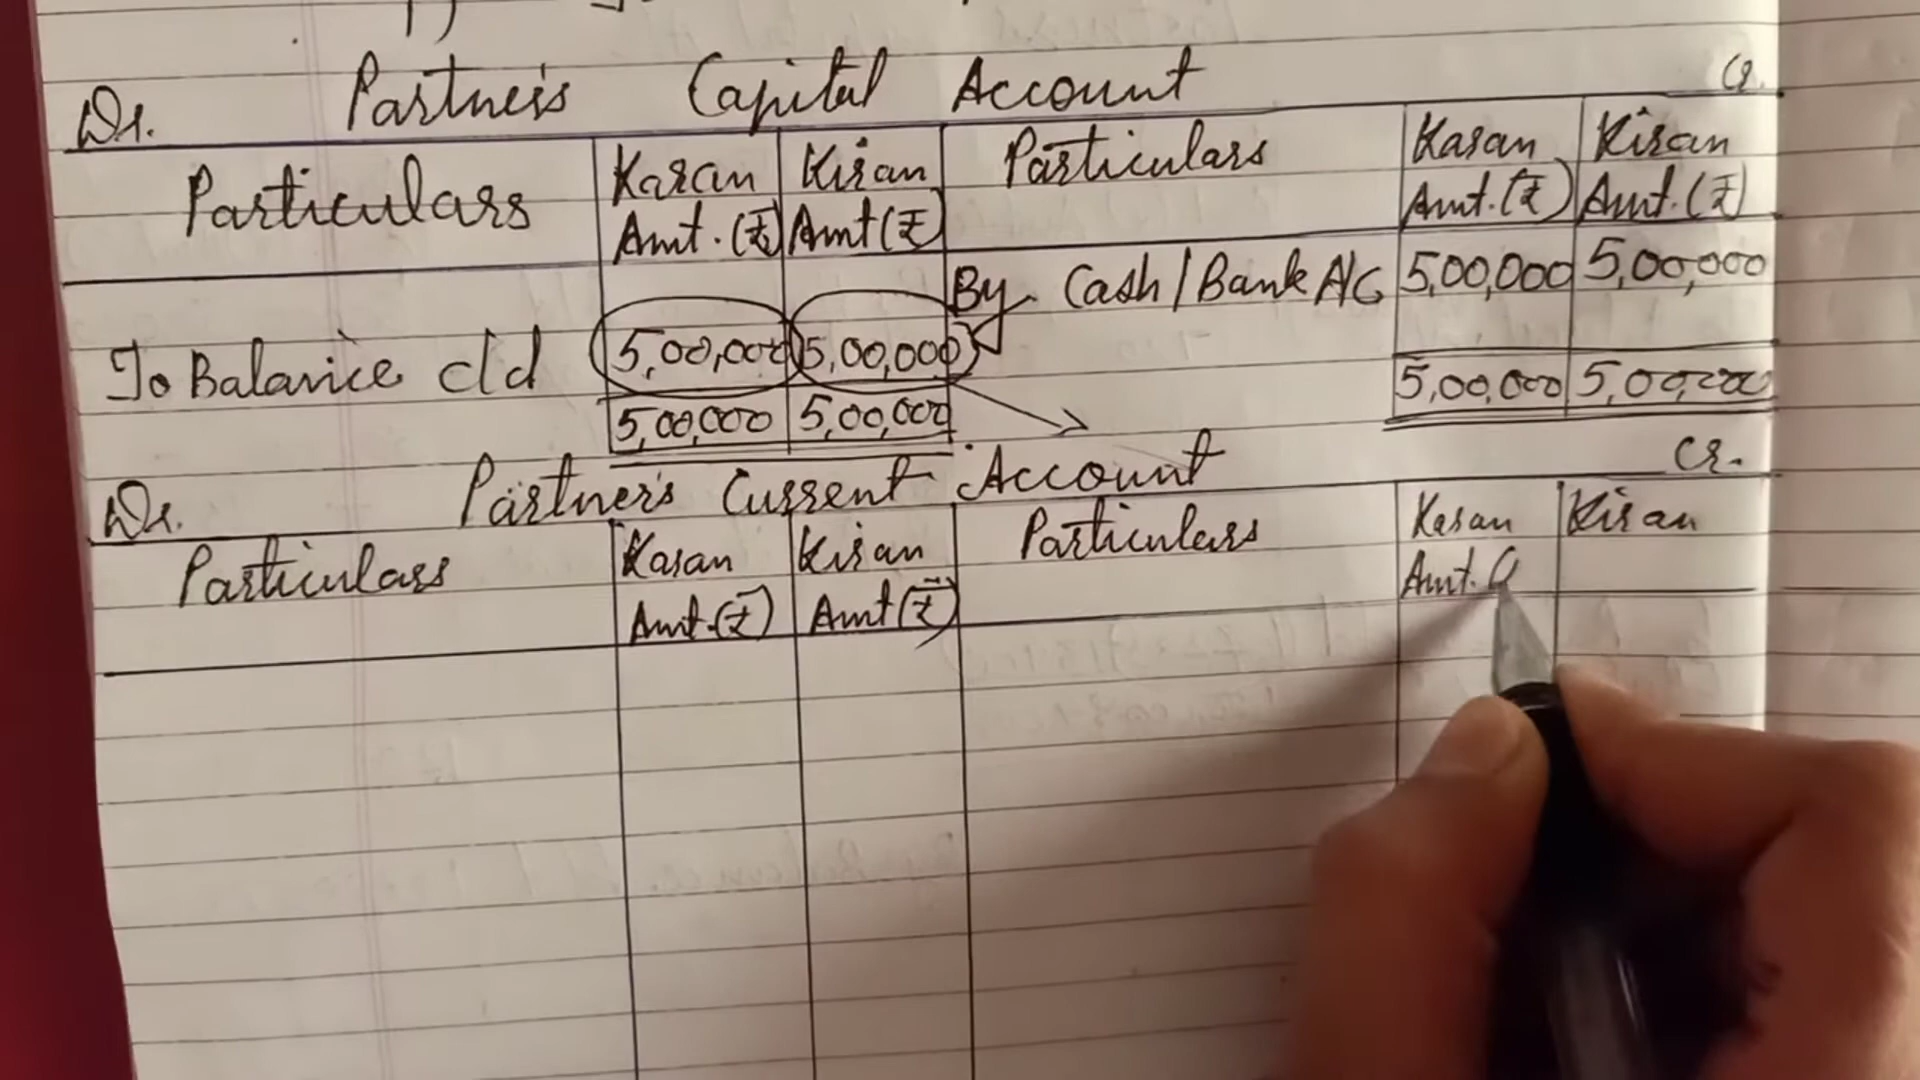 Partner's Capital Account
Dr. Cr.
Particulars Karan Kiran Particulars Karan Kiran
Amt.(₹) Amt(₹) Amt.(₹) Amt.(₹)
By Cash/Bank A/C 5,00,000 5,00,000
To Balance c/d 5,00,000 5,00,000
5,00,000 5,00,000 5,00,000 5,00,000
Partner's Current Account
Dr. Cr.
Particulars Karan Kiran Particulars Karan Kiran
Amt.(₹) Amt(₹) Amt.(